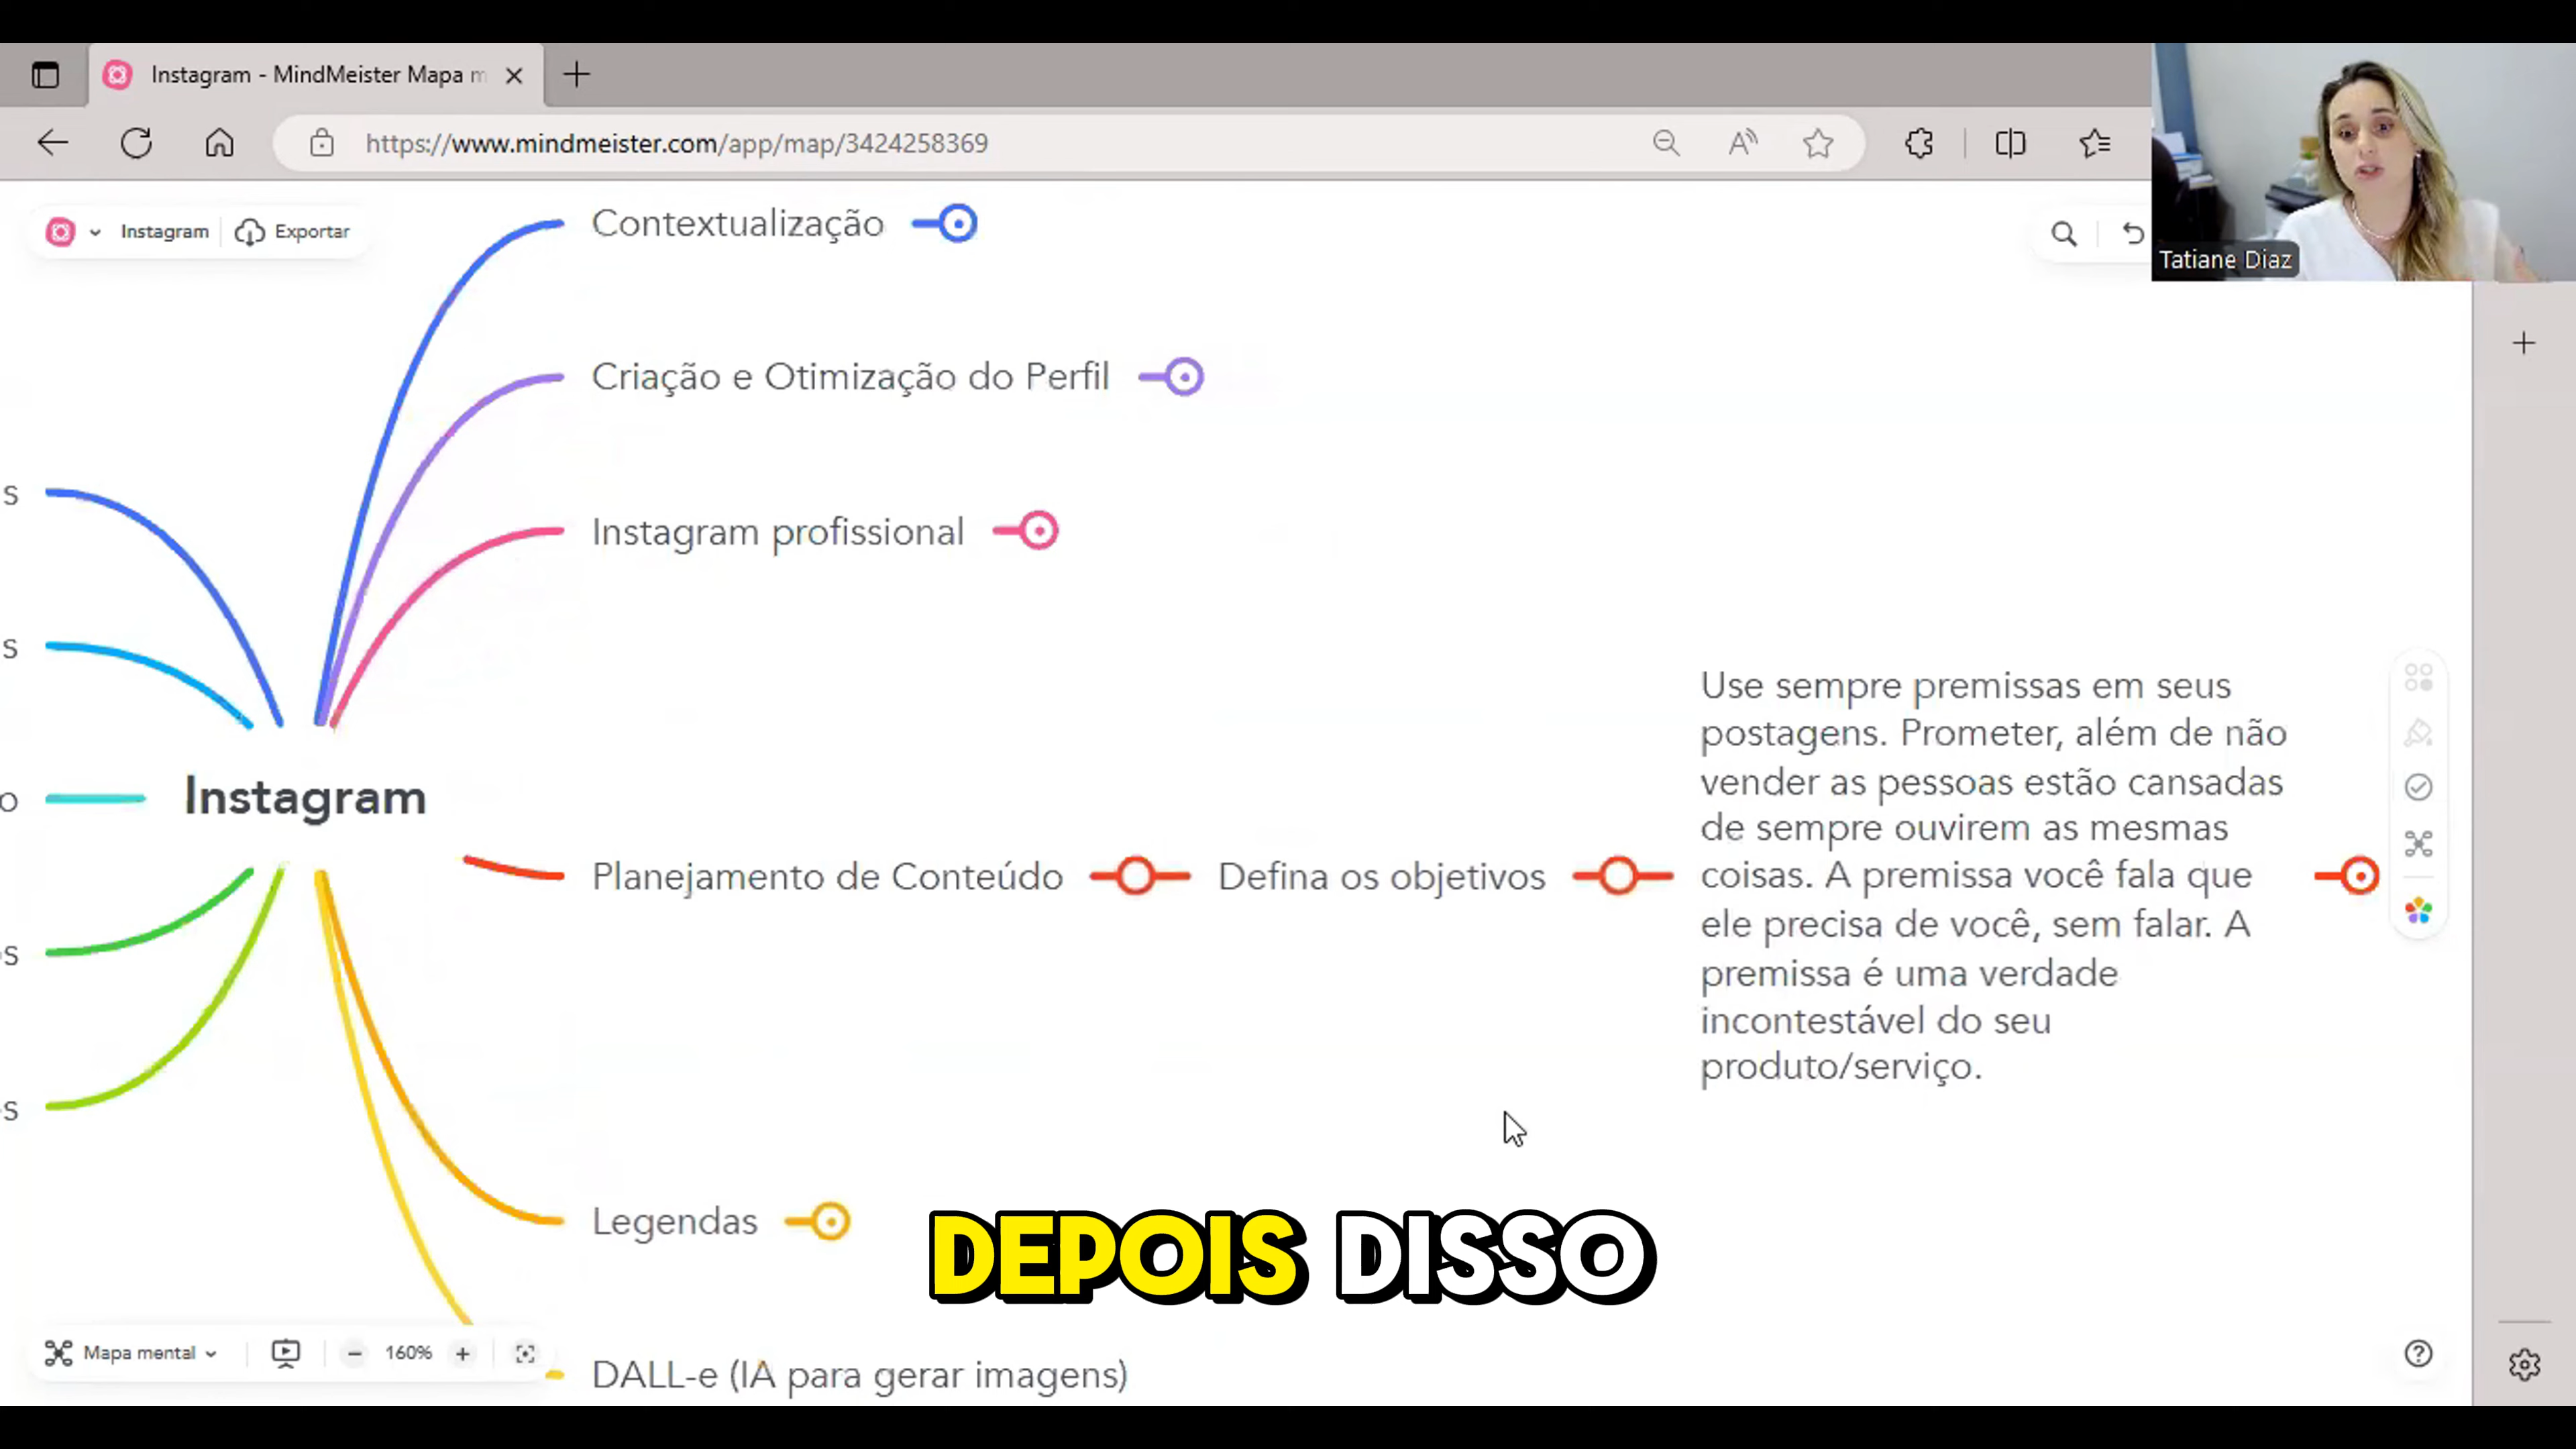 Instagram - MindMeister Mapa m
https://www.mindmeister.com/app/map/3424258369
Instagram
Exportar
Tatiane Diaz
Contextualização
Criação e Otimização do Perfil
Instagram profissional
s
s
o
s
s
Instagram
Planejamento de Conteúdo
Defina os objetivos
Use sempre premissas em seus
postagens. Prometer, além de não
vender as pessoas estão cansadas
de sempre ouvirem as mesmas
coisas. A premissa você fala que
ele precisa de você, sem falar. A
premissa é uma verdade
incontestável do seu
produto/serviço.
Legendas
DEPOIS DISSO
Mapa mental
160%
DALL-e (IA para gerar imagens)